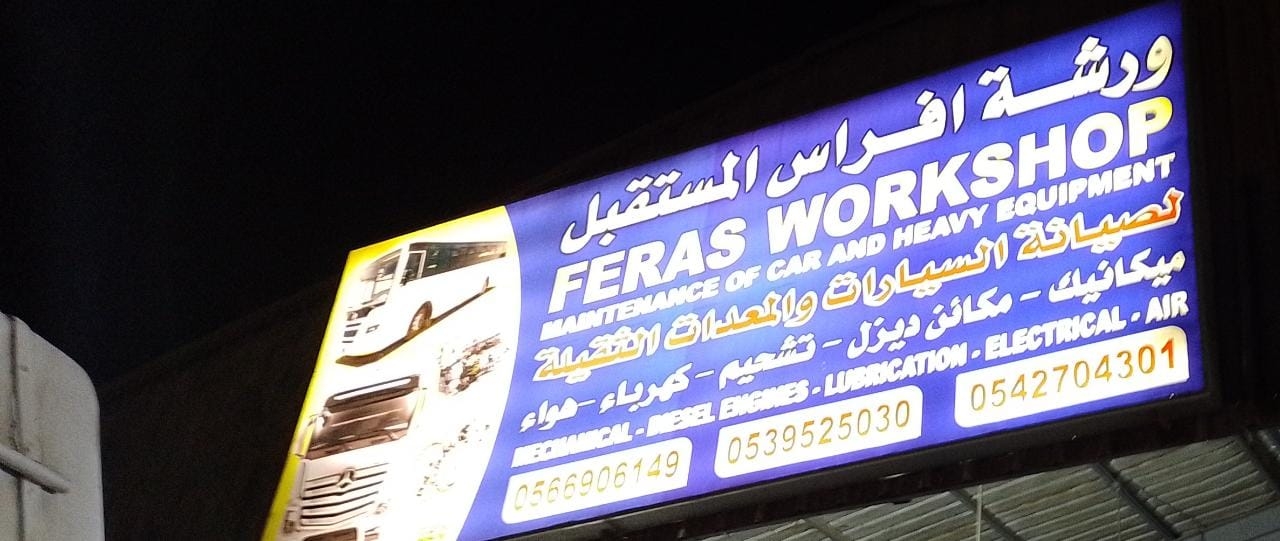 ورشة افراس المستقبل
FERAS WORKSHOP
MAINTENANCE OF CAR AND HEAVY EQUIPMENT
لصيانة السيارات والمعدات الثقيلة
ميكانيك - مكائن ديزل - تشحيم - كهرباء - هواء
MECHANICAL - DIESEL ENGINES - LUBRICATION - ELECTRICAL - AIR
0566906149 0539525030 0542704301